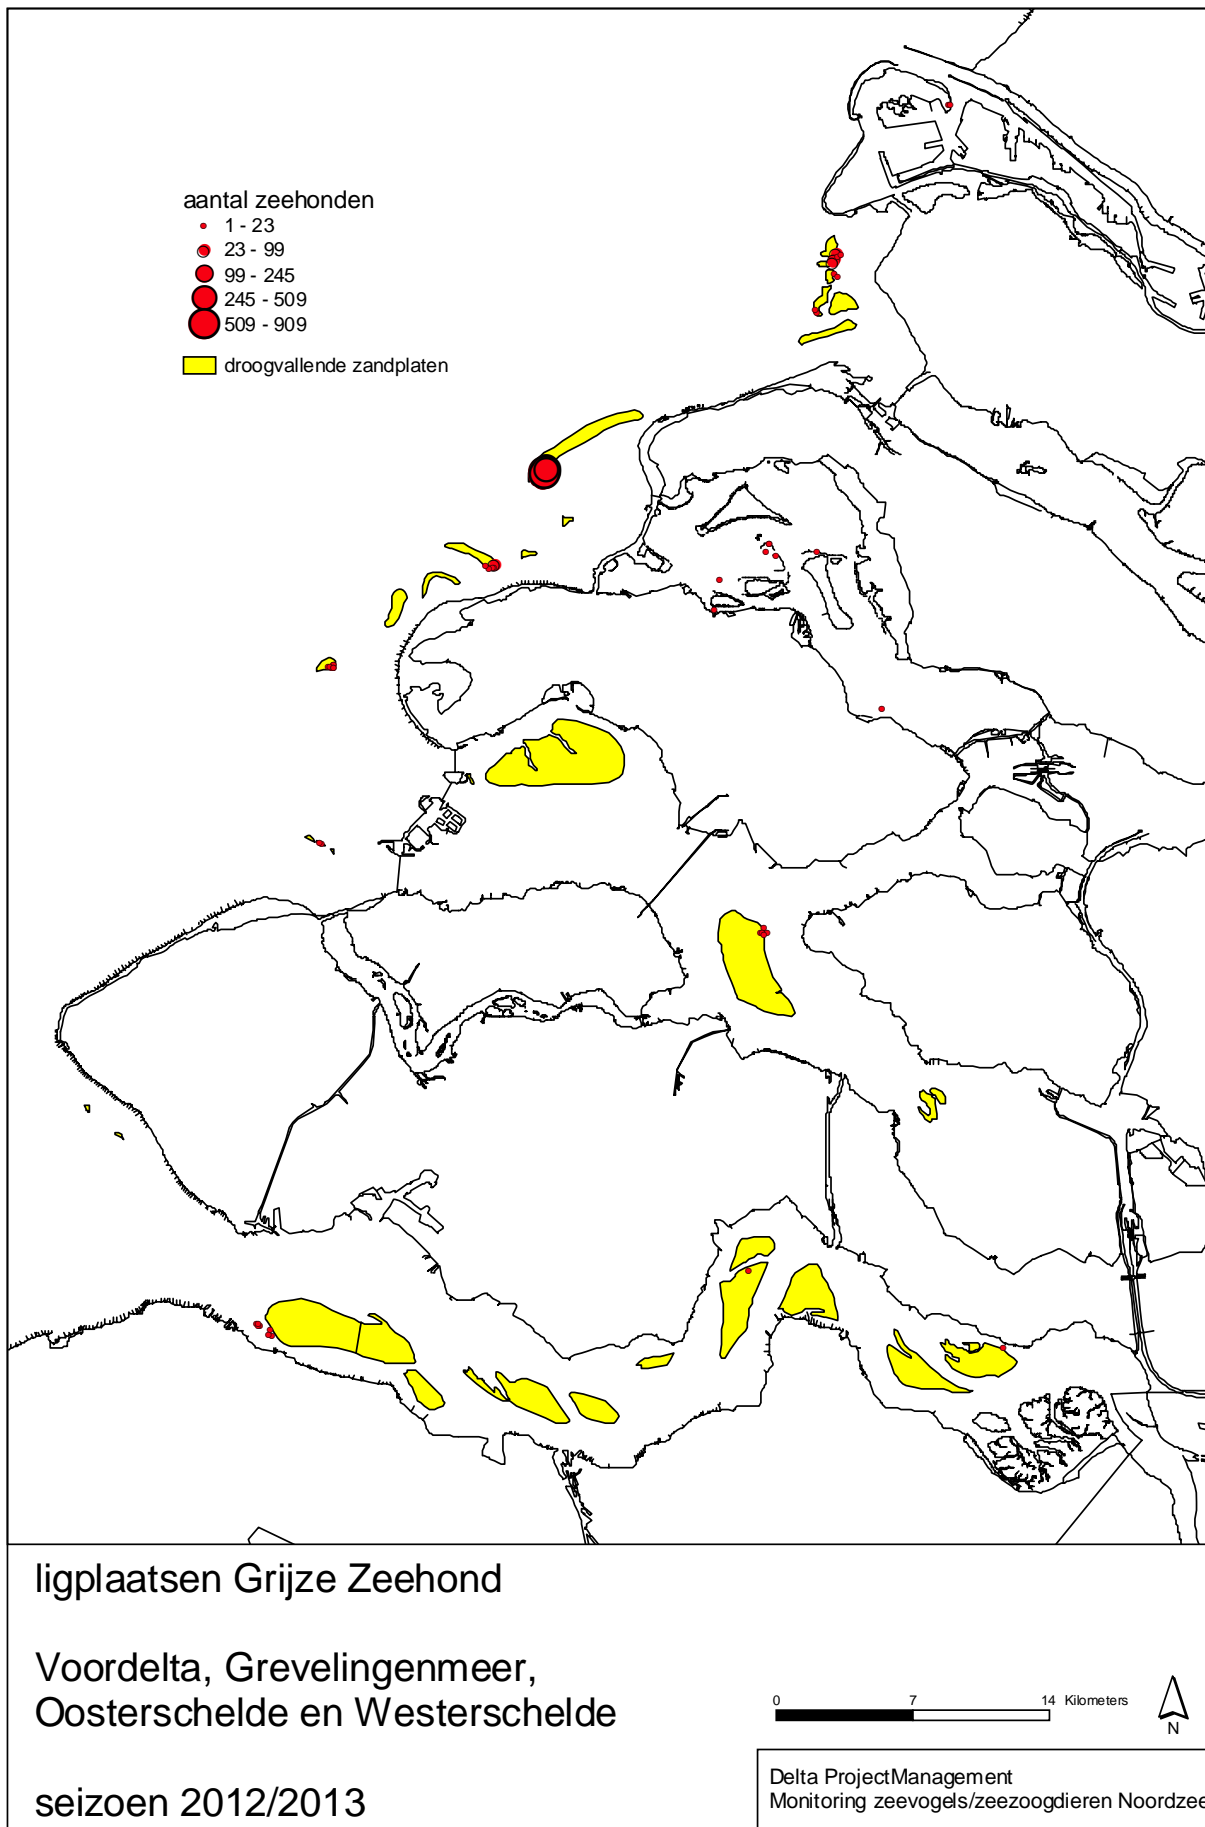 aantal zeehonden
1 - 23
23 - 99
99 - 245
245 - 509
509 - 909
droogvallende zandplaten
ligplaatsen Grijze Zeehond
Voordelta, Grevelingenmeer,
Oosterschelde en Westerschelde
seizoen 2012/2013
0 7 14 Kilometers
N
Delta ProjectManagement
Monitoring zeevogels/zeezoogdieren Noordzee